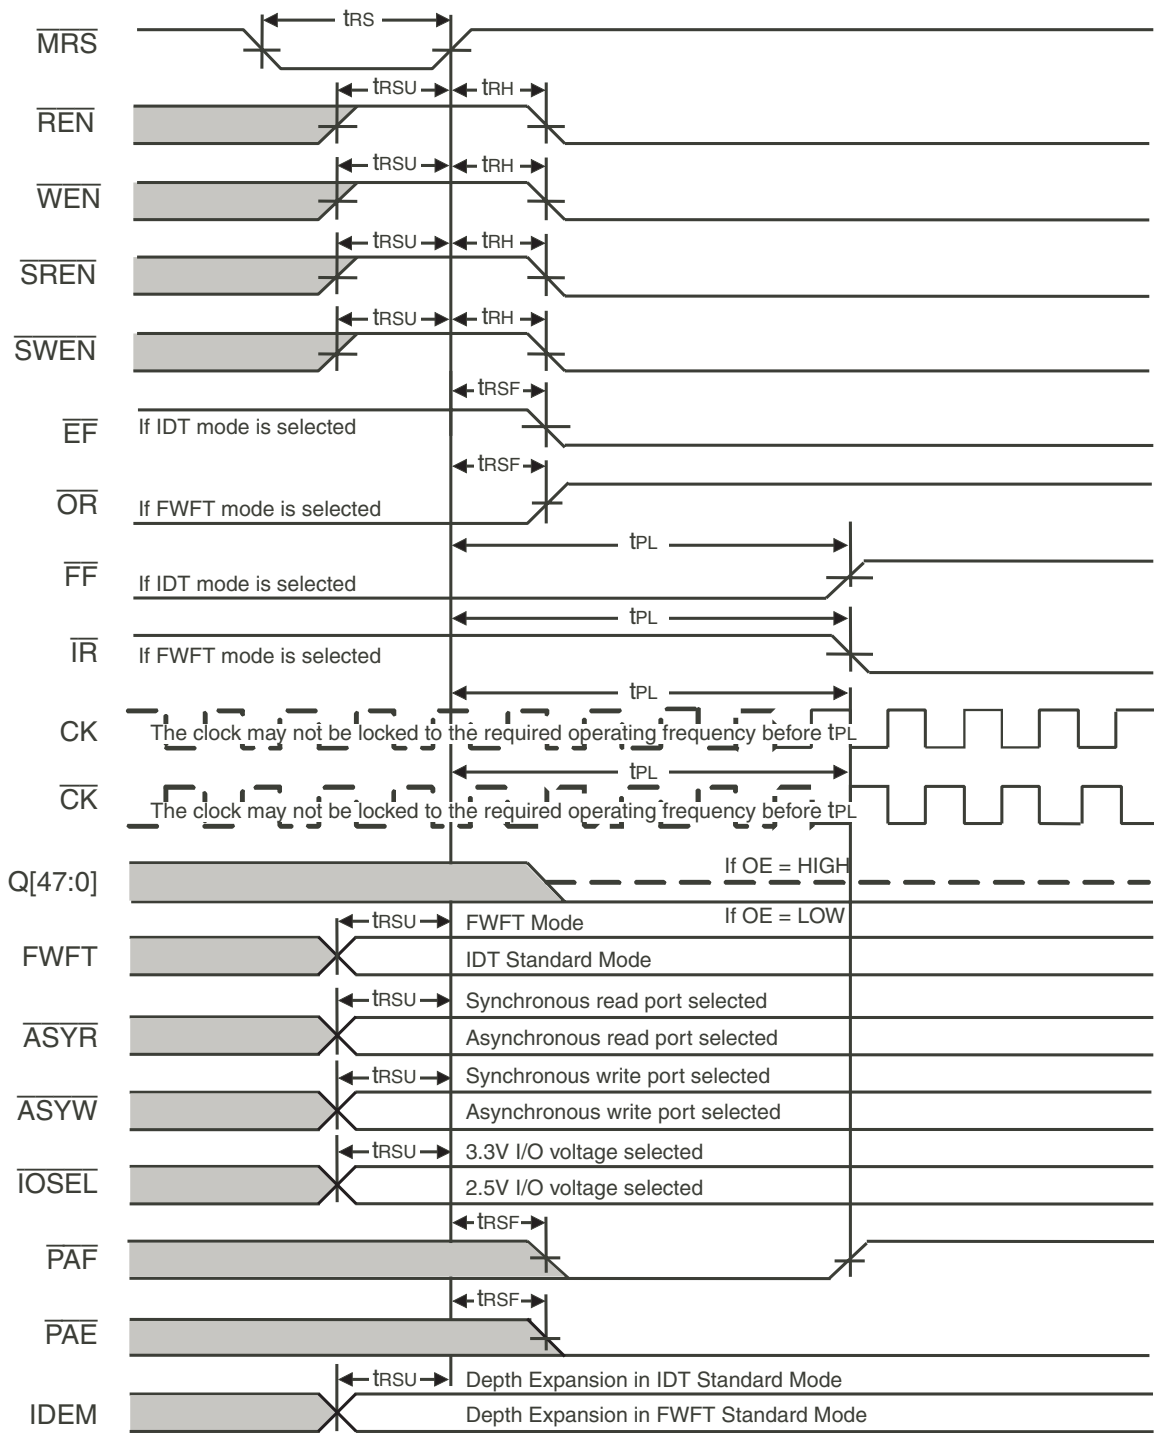 tRS
MRS
tRSU tRH
REN
tRSU tRH
WEN
tRSU tRH
SREN
tRSU tRH
SWEN
tRSF
EF If IDT mode is selected
tRSF
OR If FWFT mode is selected
tPL
FF If IDT mode is selected
tPL
IR If FWFT mode is selected
tPL
CK The clock may not be locked to the required operating frequency before tPL
tPL
CK The clock may not be locked to the required operating frequency before tPL
If OE = HIGH
Q[47:0]
If OE = LOW
tRSU FWFT Mode
FWFT IDT Standard Mode
tRSU Synchronous read port selected
ASYR Asynchronous read port selected
tRSU Synchronous write port selected
ASYW Asynchronous write port selected
tRSU 3.3V I/O voltage selected
IOSEL 2.5V I/O voltage selected
tRSF
PAF
tRSF
PAE
tRSU Depth Expansion in IDT Standard Mode
IDEM Depth Expansion in FWFT Standard Mode